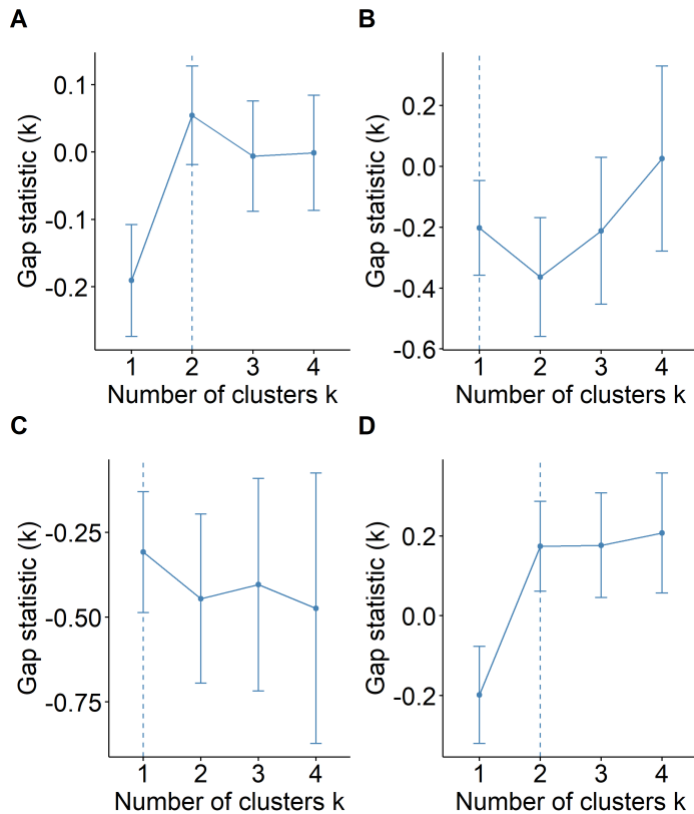 A
Gap statistic (k)
0.1
0.0
-0.1
-0.2
1 2 3 4
Number of clusters k
B
Gap statistic (k)
0.2
0.0
-0.2
-0.4
-0.6
1 2 3 4
Number of clusters k
C
Gap statistic (k)
-0.25
-0.50
-0.75
1 2 3 4
Number of clusters k
D
Gap statistic (k)
0.2
0.0
-0.2
1 2 3 4
Number of clusters k